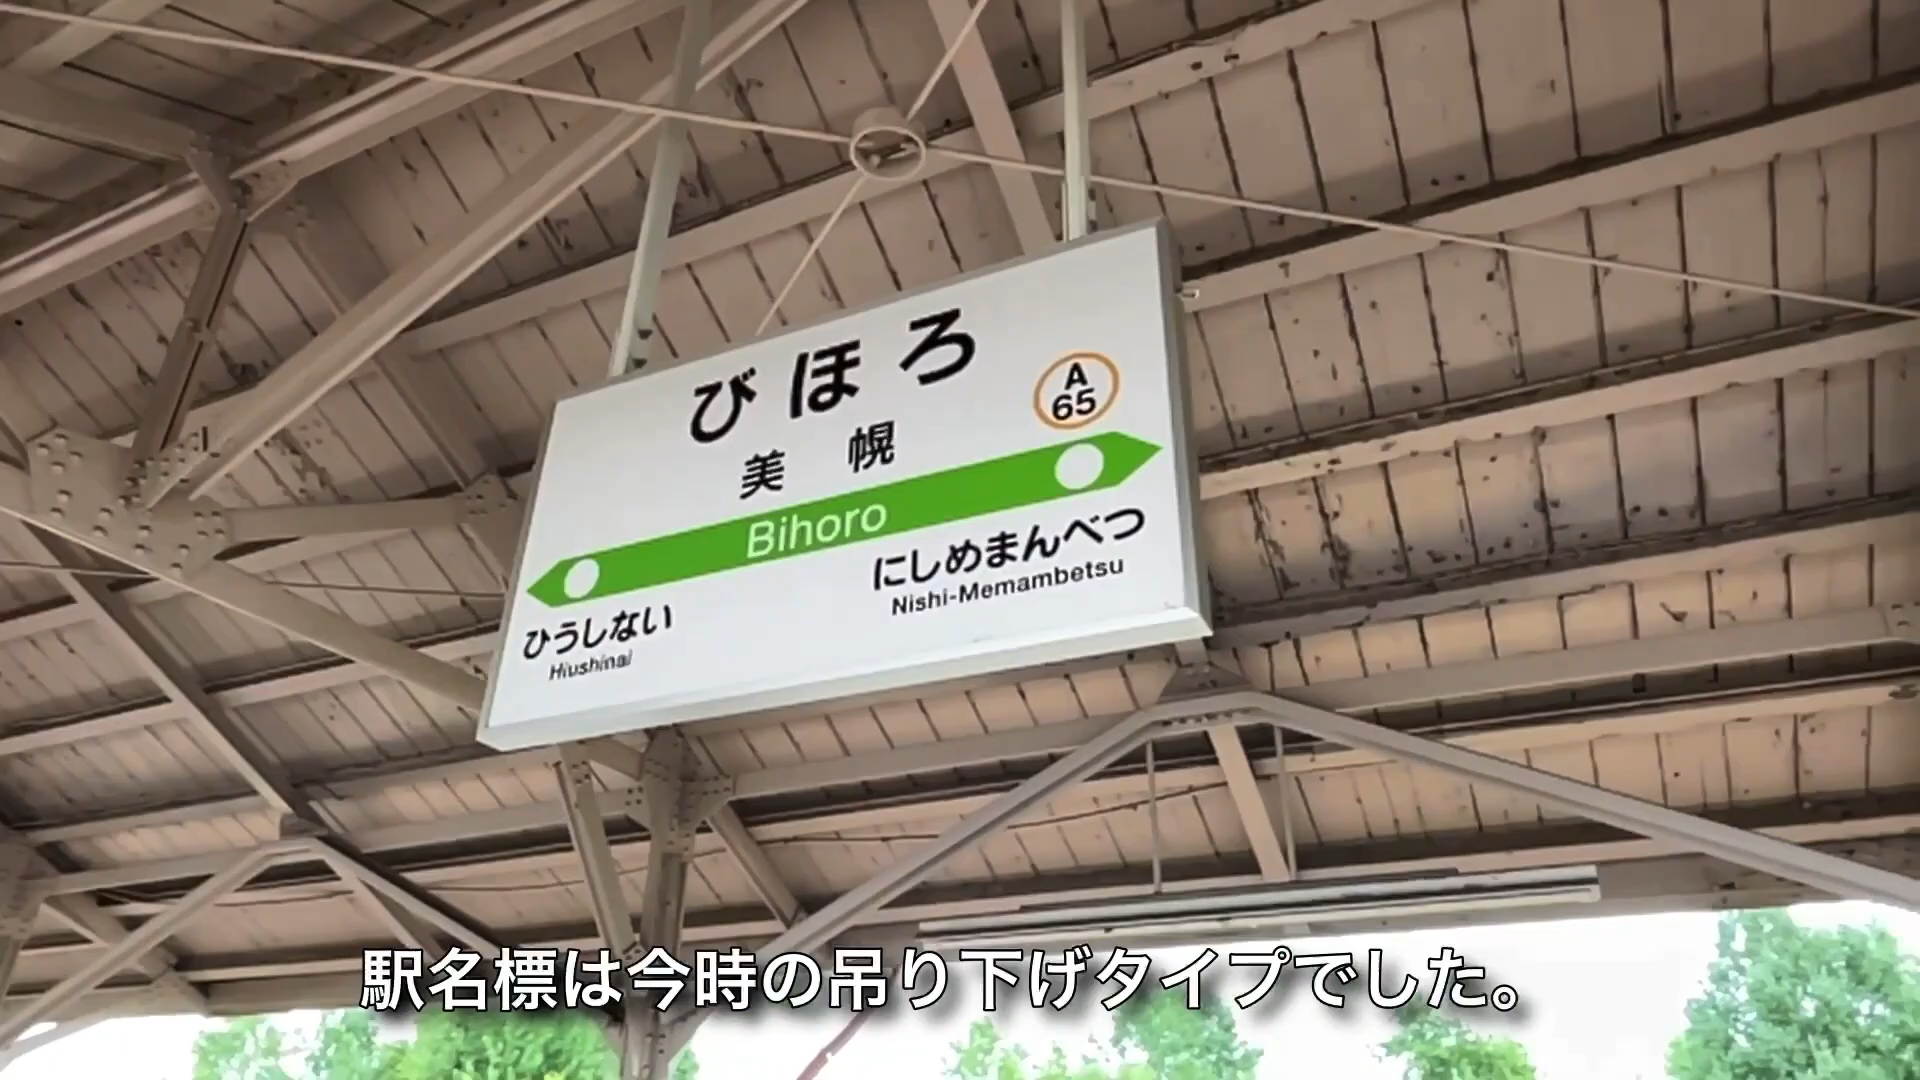 びほろ
A
65
美幌
Bihoro
ひうしない
Hiushinai
にしめまんべつ
Nishi-Memambetsu
駅名標は今時の吊り下げタイプでした。